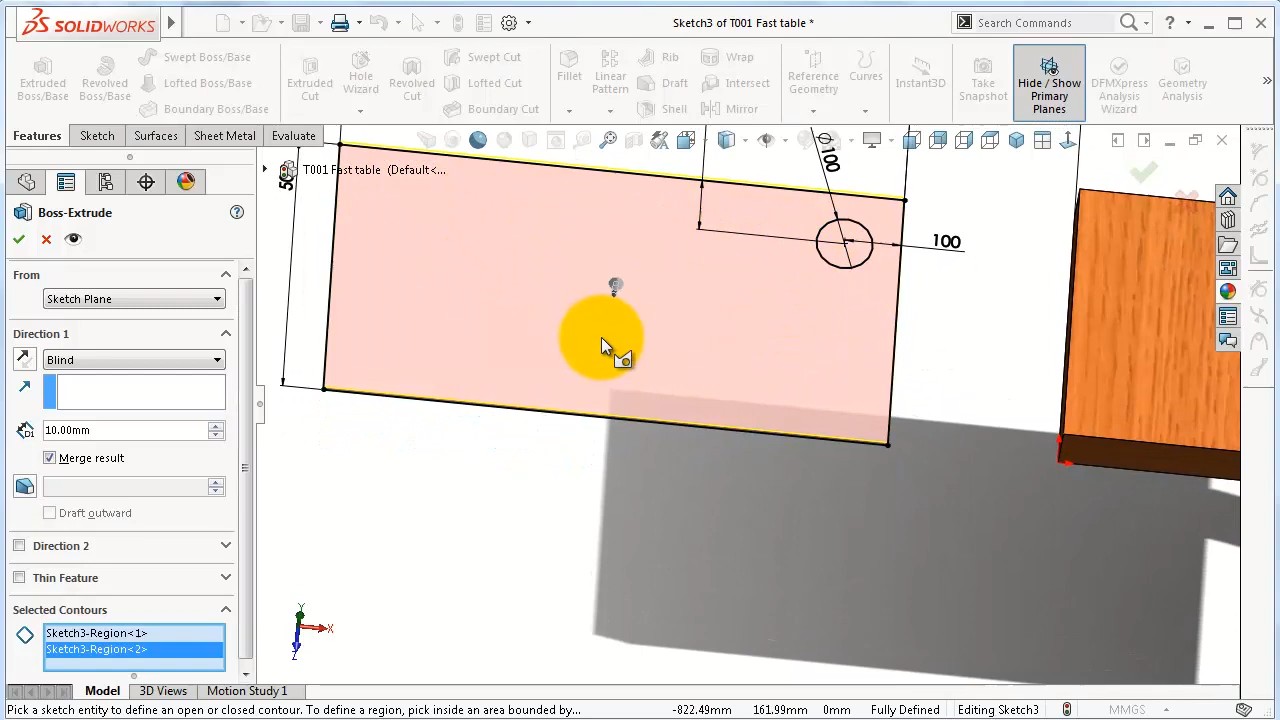 SOLIDWORKS
Sketch3 of T001 Fast table *
Search Commands
Extruded Boss/Base
Revolved Boss/Base
Swept Boss/Base
Lofted Boss/Base
Boundary Boss/Base
Extruded Cut
Hole Wizard
Revolved Cut
Swept Cut
Lofted Cut
Boundary Cut
Fillet
Linear Pattern
Rib
Draft
Shell
Wrap
Intersect
Mirror
Reference Geometry
Curves
Instant3D
Take Snapshot
Hide / Show Primary Planes
DFMXpress Analysis Wizard
Geometry Analysis
Features
Sketch
Surfaces
Sheet Metal
Evaluate
T001 Fast table (Default<...
Boss-Extrude
From
Sketch Plane
Direction 1
Blind
10.00mm
Merge result
Draft outward
Direction 2
Thin Feature
Selected Contours
Sketch3-Region<1>
Sketch3-Region<2>
Ø100
100
Y
X
Z
Model
3D Views
Motion Study 1
Pick a sketch entity to define an open or closed contour. To define a region, pick inside an area bounded by...
-822.49mm
161.99mm
0mm
Fully Defined
Editing Sketch3
MMGS